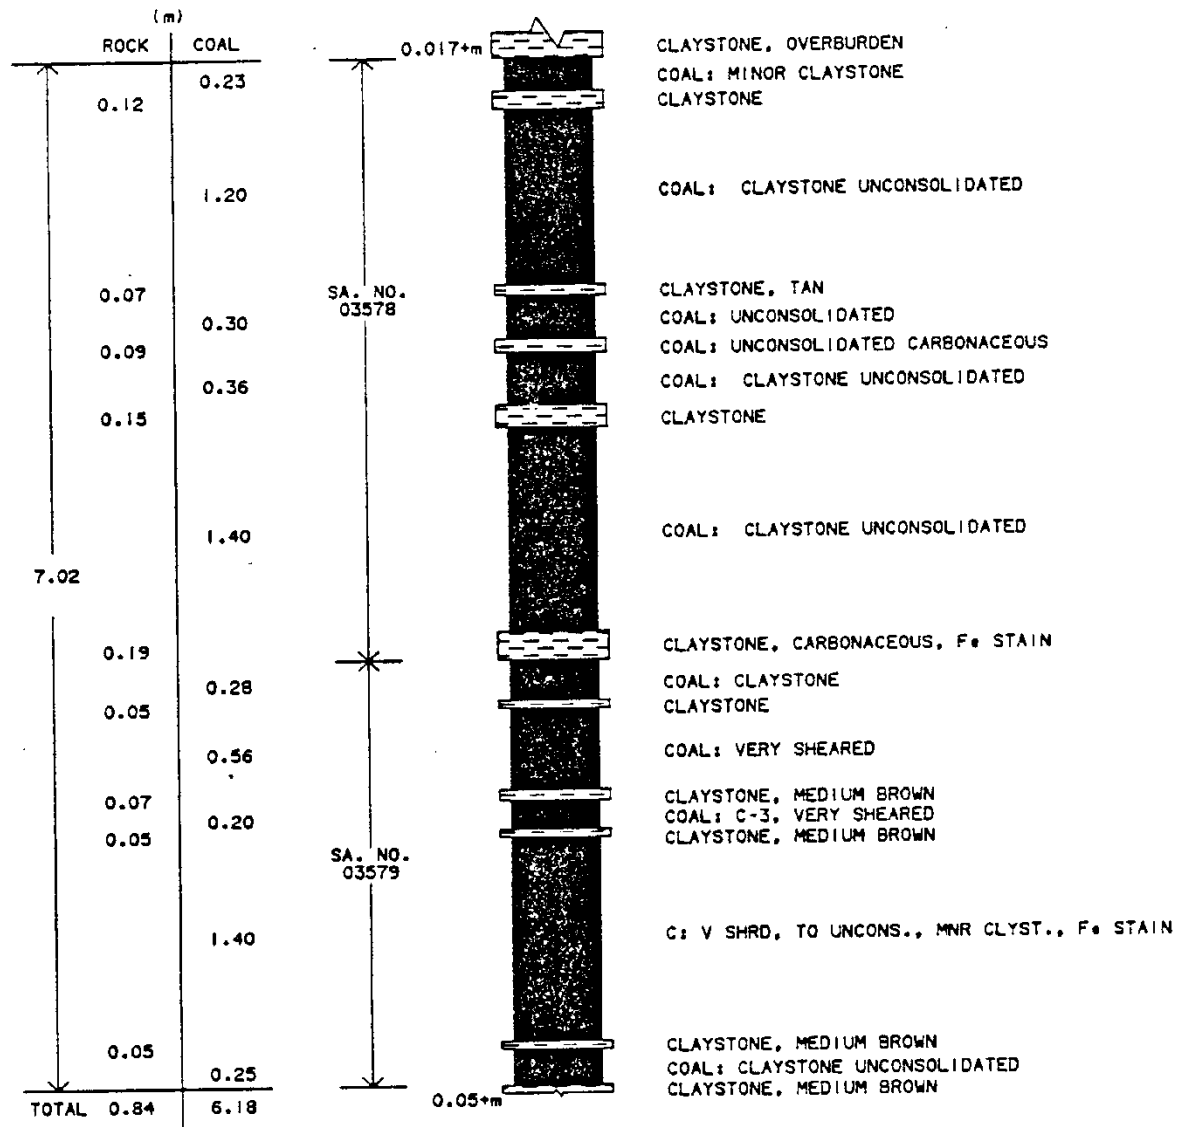 (m)
ROCK COAL
0.017+m CLAYSTONE, OVERBURDEN
0.23 COAL: MINOR CLAYSTONE
0.12 CLAYSTONE
1.20 COAL: CLAYSTONE UNCONSOLIDATED
0.07 SA. NO. 03578 CLAYSTONE, TAN
0.30 COAL: UNCONSOLIDATED
0.09 COAL: UNCONSOLIDATED CARBONACEOUS
0.36 COAL: CLAYSTONE UNCONSOLIDATED
0.15 CLAYSTONE
1.40 COAL: CLAYSTONE UNCONSOLIDATED
7.02
0.19 CLAYSTONE, CARBONACEOUS, Fe STAIN
0.28 COAL: CLAYSTONE
0.05 CLAYSTONE
0.56 COAL: VERY SHEARED
0.07 CLAYSTONE, MEDIUM BROWN
0.20 COAL: C-3, VERY SHEARED
0.05 CLAYSTONE, MEDIUM BROWN
SA. NO.
03579
1.40 C: V SHRD, TO UNCONS., MNR CLYST., Fe STAIN
0.05 CLAYSTONE, MEDIUM BROWN
0.25 COAL: CLAYSTONE UNCONSOLIDATED
0.05+m CLAYSTONE, MEDIUM BROWN
TOTAL 0.84 6.18